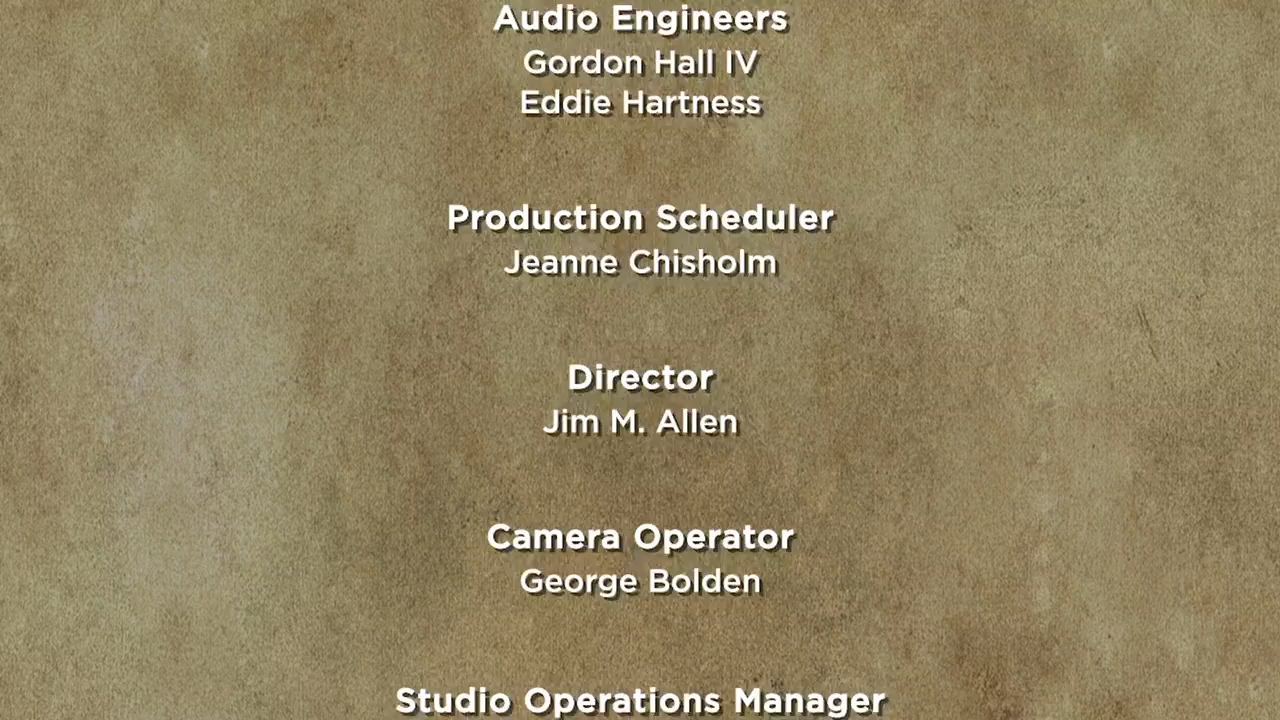 Audio Engineers
Gordon Hall IV
Eddie Hartness
Production Scheduler
Jeanne Chisholm
Director
Jim M. Allen
Camera Operator
George Bolden
Studio Operations Manager